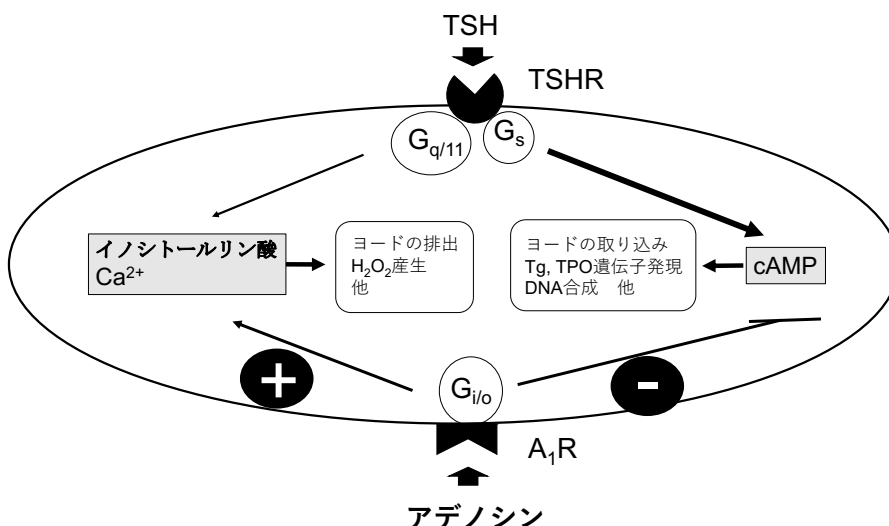 TSH
TSHR
Gq/11
Gs
イノシトールリン酸
Ca2+
ヨードの排出
H2O2産生
他
ヨードの取り込み
Tg, TPO遺伝子発現
DNA合成　他
cAMP
+
-
Gi/o
A1R
アデノシン